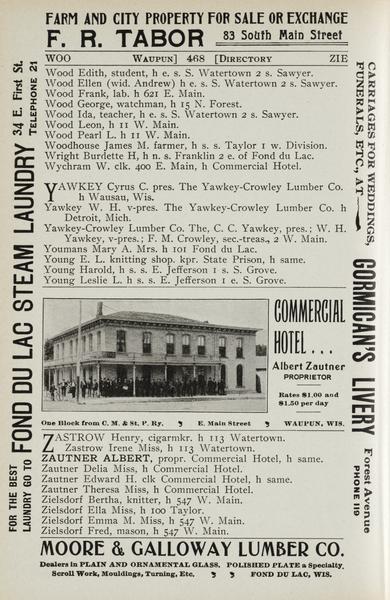 FARM AND CITY PROPERTY FOR SALE OR EXCHANGE
F. R. TABOR 83 South Main Street
WOO Waupun] 468 [Directory ZIE
Wood Edith, student, h e. s. S. Watertown 2 s. Sawyer.
Wood Ellen (wid. Andrew) h e. s. S. Watertown 2 s. Sawyer.
Wood Frank, lab. h 621 E. Main.
Wood George, watchman, h 15 N. Forest.
Wood Ida, teacher, h e. s. S. Watertown 2 s. Sawyer.
Wood Leon, h 11 W. Main.
Wood Pearl L. h 11 W. Main.
Woodhouse James M. farmer, h s. s. Taylor 1 w. Division.
Wright Burdette H, h n. s. Franklin 2 e. of Fond du Lac.
Wychram W. clk. 400 E. Main, h Commercial Hotel.
YAWKEY Cyrus C. pres. The Yawkey-Crowley Lumber Co.
h Wausau, Wis.
Yawkey W. H. v-pres. The Yawkey-Crowley Lumber Co. h
Detroit, Mich.
Yawkey-Crowley Lumber Co. The, C. C. Yawkey, pres.; W. H.
Yawkey, v-pres.; F. M. Crowley, sec-treas., 2 W. Main.
Youmans Mary A. Mrs. h 101 Fond du Lac.
Young E. L. knitting shop. kpr. State Prison, h same.
Young Harold, h s. s. E. Jefferson 1 s. S. Grove.
Young Leslie L. h s. s. E. Jefferson 1 e. S. Grove.
COMMERCIAL
HOTEL...
Albert Zautner
PROPRIETOR
Rates $1.00 and
$1.50 per day
One Block from C. M. & St. P. Ry. E. Main Street WAUPUN, WIS.
ZASTROW Henry, cigarmkr. h 113 Watertown.
Zastrow Irene Miss, h 113 Watertown.
ZAUTNER ALBERT, propr. Commercial Hotel, h same.
Zautner Delia Miss, h Commercial Hotel.
Zautner Edward H. clk Commercial Hotel, h same.
Zautner Theresa Miss, h Commercial Hotel.
Zielsdorf Bertha, knitter, h 547 W. Main.
Zielsdorf Ella Miss, h 100 Taylor.
Zielsdorf Emma M. Miss, h 547 W. Main.
Zielsdorf Fred, mason, h 547 W. Main.
MOORE & GALLOWAY LUMBER CO.
Dealers in PLAIN AND ORNAMENTAL GLASS. POLISHED PLATE a Specialty.
Scroll Work, Mouldings, Turning, Etc. FOND DU LAC, WIS.
FOR THE BEST
LAUNDRY GO TO FOND DU LAC STEAM LAUNDRY 34 E. First St.
TELEPHONE 21
CARRIAGES FOR WEDDINGS,
FUNERALS, ETC., AT
GORMICAN'S LIVERY Forest Avenue
PHONE 119